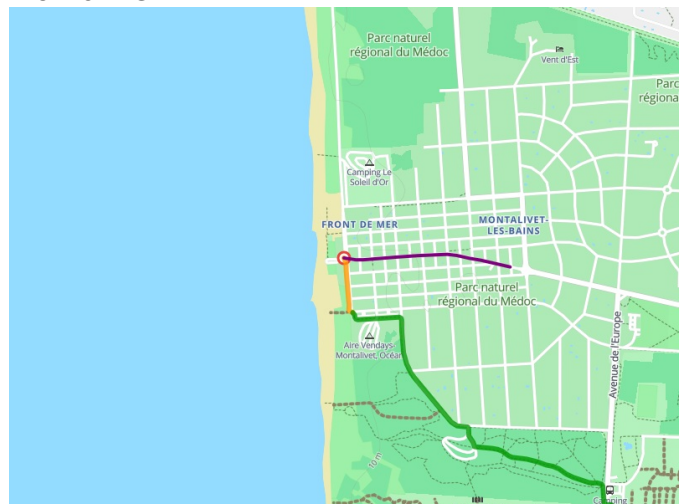 Parc naturel
régional du Médoc
Vent d'Est
Parc
région
Camping Le
Soleil d'Or
FRONT DE MER
MONTALIVET-
LES-BAINS
Parc naturel
régional du Médoc
Aire Vendays
Montalivet, Océan
Avenue de l'Europe
10 m
Camping